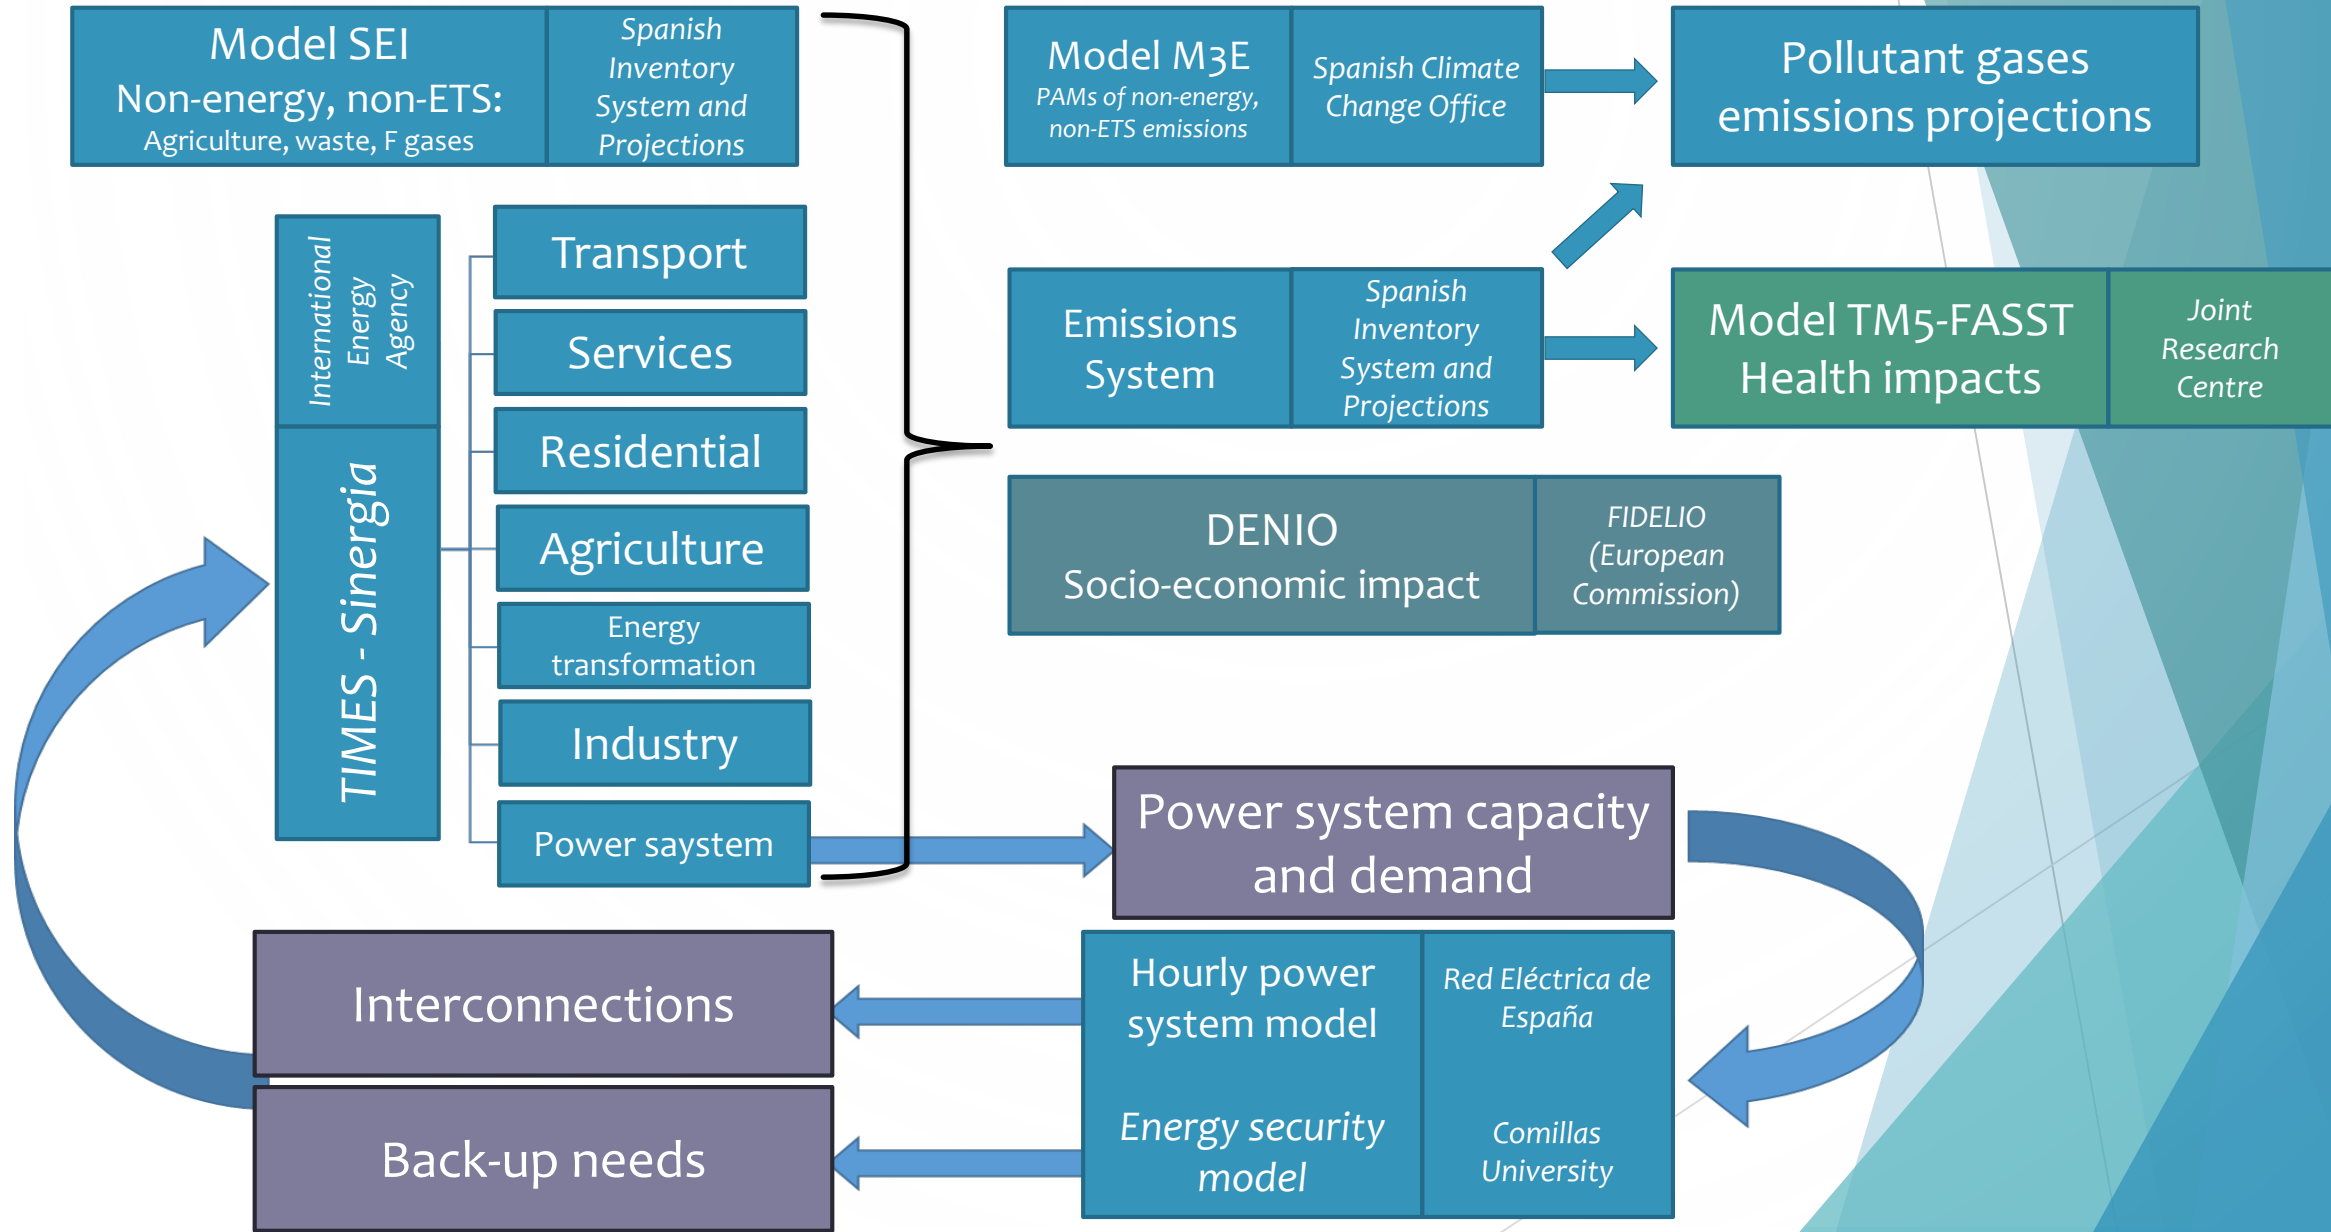 Model SEI
Non-energy, non-ETS:
Agriculture, waste, F gases
Spanish
Inventory
System and
Projections
Model M3E
PAMs of non-energy,
non-ETS emissions
Spanish Climate
Change Office
Pollutant gases
emissions projections
International
Energy
Agency
TIMES - Sinergia
Transport
Services
Residential
Agriculture
Energy
transformation
Industry
Power saystem
Emissions
System
Spanish
Inventory
System and
Projections
Model TM5-FASST
Health impacts
Joint
Research
Centre
DENIO
Socio-economic impact
FIDELIO
(European
Commission)
Power system capacity
and demand
Interconnections
Back-up needs
Hourly power
system model
Red Eléctrica de
España
Energy security
model
Comillas
University